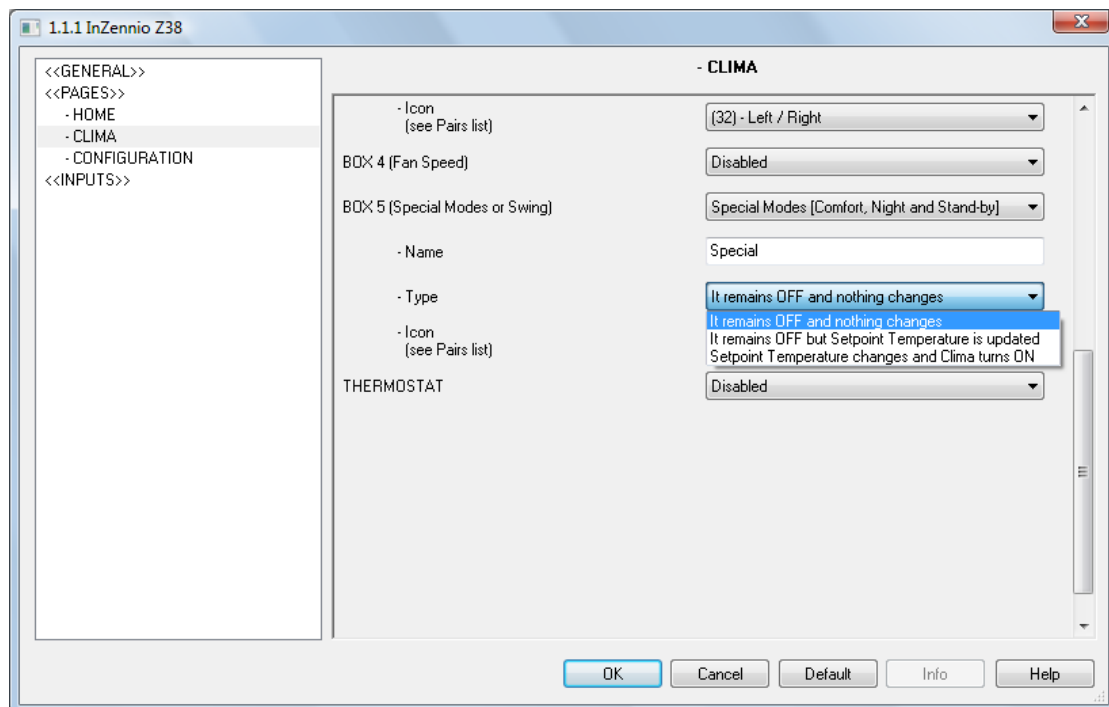 1.1.1 InZennio Z38
<<GENERAL>>
<<PAGES>>
- HOME
- CLIMA
- CONFIGURATION
<<INPUTS>>
- CLIMA
- Icon
(see Pairs list)
(32) - Left / Right
BOX 4 (Fan Speed)
Disabled
BOX 5 (Special Modes or Swing)
Special Modes [Comfort, Night and Stand-by]
- Name
Special
- Type
It remains OFF and nothing changes
It remains OFF and nothing changes
It remains OFF but Setpoint Temperature is updated
Setpoint Temperature changes and Clima turns ON
- Icon
(see Pairs list)
THERMOSTAT
Disabled
OK
Cancel
Default
Info
Help